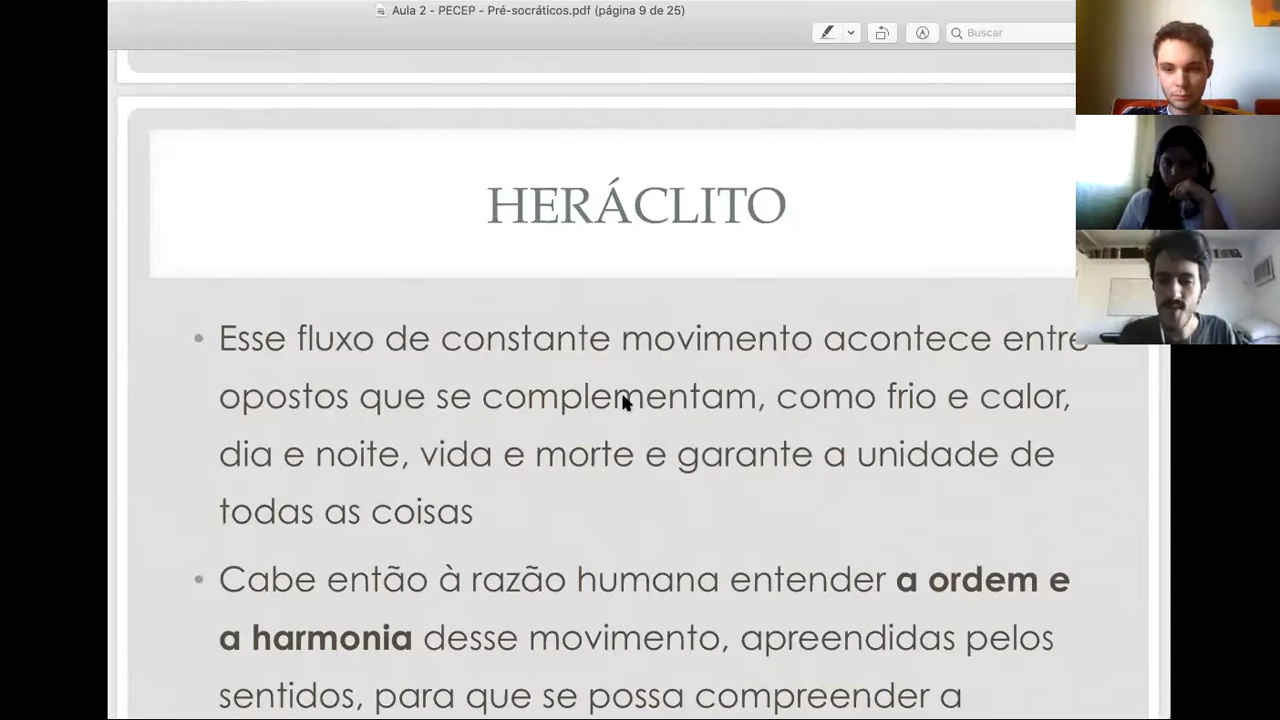 Aula 2 - PECEP - Pré-socráticos.pdf (página 9 de 25)
Buscar
HERÁCLITO
• Esse fluxo de constante movimento acontece entre
opostos que se complementam, como frio e calor,
dia e noite, vida e morte e garante a unidade de
todas as coisas
• Cabe então à razão humana entender a ordem e
a harmonia desse movimento, apreendidas pelos
sentidos, para que se possa compreender a